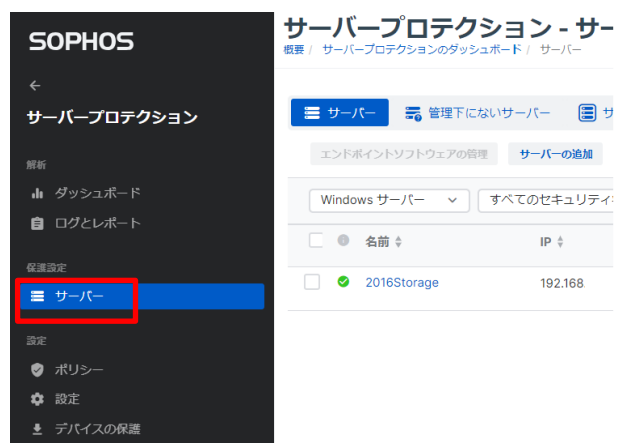 SOPHOS
サーバープロテクション
解析
ダッシュボード
ログとレポート
保護設定
サーバー
設定
ポリシー
設定
デバイスの保護
サーバープロテクション - サー
概要 / サーバープロテクションのダッシュボード / サーバー
サーバー 管理下にないサーバー サ
エンドポイントソフトウェアの管理 サーバーの追加
Windows サーバー すべてのセキュリティ
名前 IP
2016Storage 192.168